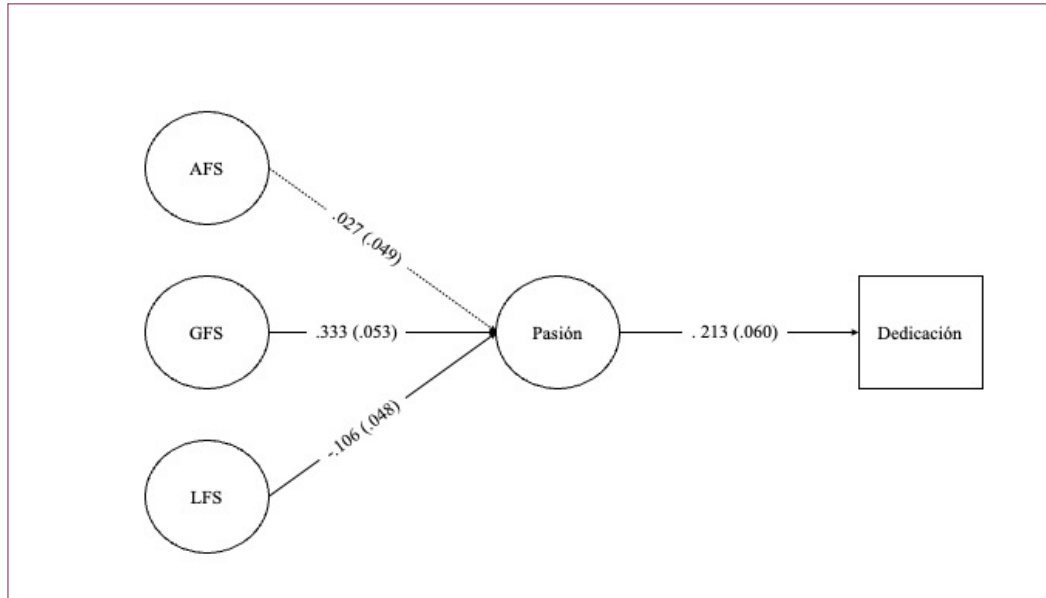 AFS
.027 (.049)
GFS
.333 (.053)
Pasión
. 213 (.060)
Dedicación
-.106 (.048)
LFS